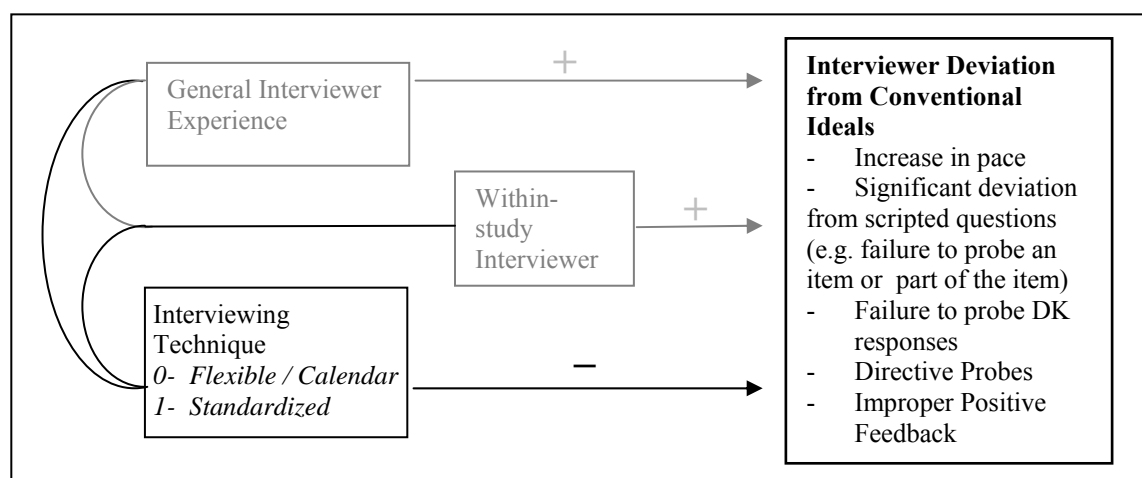 General Interviewer
Experience
+
Within-
study
Interviewer
+
Interviewing
Technique
0- Flexible / Calendar
1- Standardized
–
Interviewer Deviation
from Conventional
Ideals
- Increase in pace
- Significant deviation
from scripted questions
(e.g. failure to probe an
item or part of the item)
- Failure to probe DK
responses
- Directive Probes
- Improper Positive
Feedback